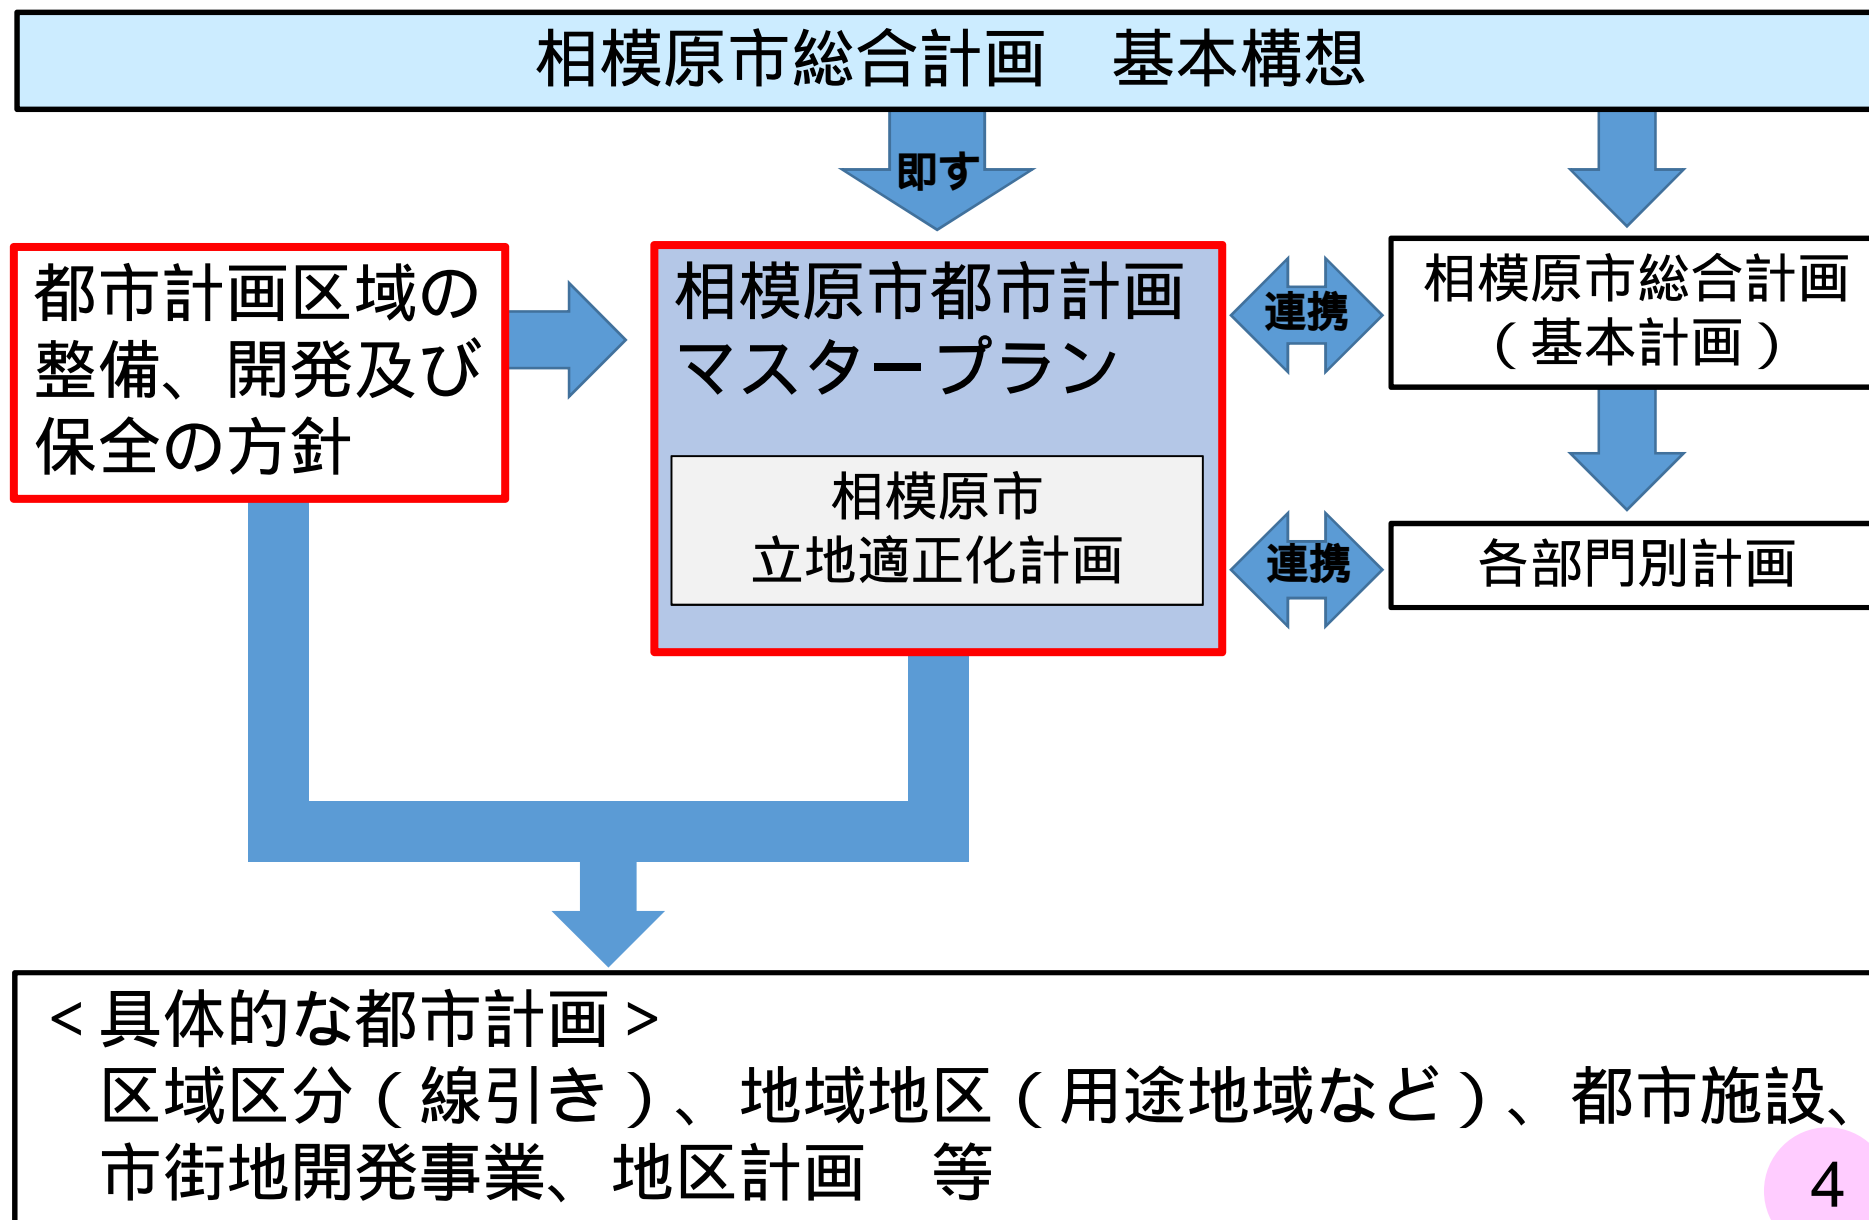 相模原市総合計画　基本構想
即す
都市計画区域の
整備、開発及び
保全の方針
相模原市都市計画
マスタープラン
相模原市
立地適正化計画
連携
連携
相模原市総合計画
（基本計画）
各部門別計画
＜具体的な都市計画＞
区域区分（線引き）、地域地区（用途地域など）、都市施設、
市街地開発事業、地区計画　等
4